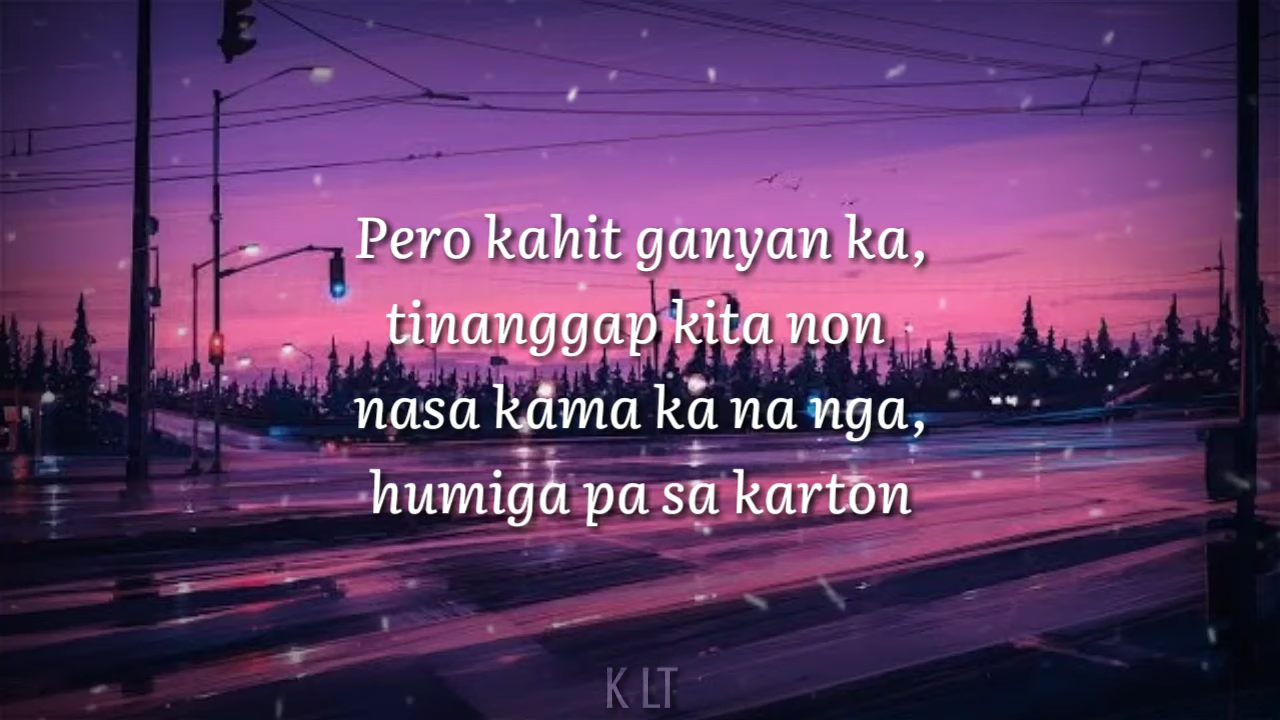 Pero kahit ganyan ka,
tinanggap kita non
nasa kama ka na nga,
humiga pa sa karton
K LT